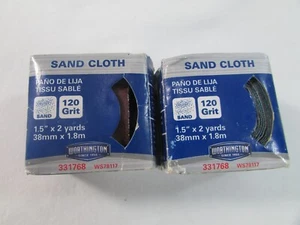 SAND CLOTH
PAÑO DE LIJA
TISSU SABLÉ
120
Grit
SAND
1.5" x 2 yards
38mm x 1.8m
WORTHINGTON
331768 WS78117
SAND CLOTH
PAÑO DE LIJA
TISSU SABLÉ
120
Grit
SAND
1.5" x 2 yards
38mm x 1.8m
WORTHINGTON
331768 WS78117